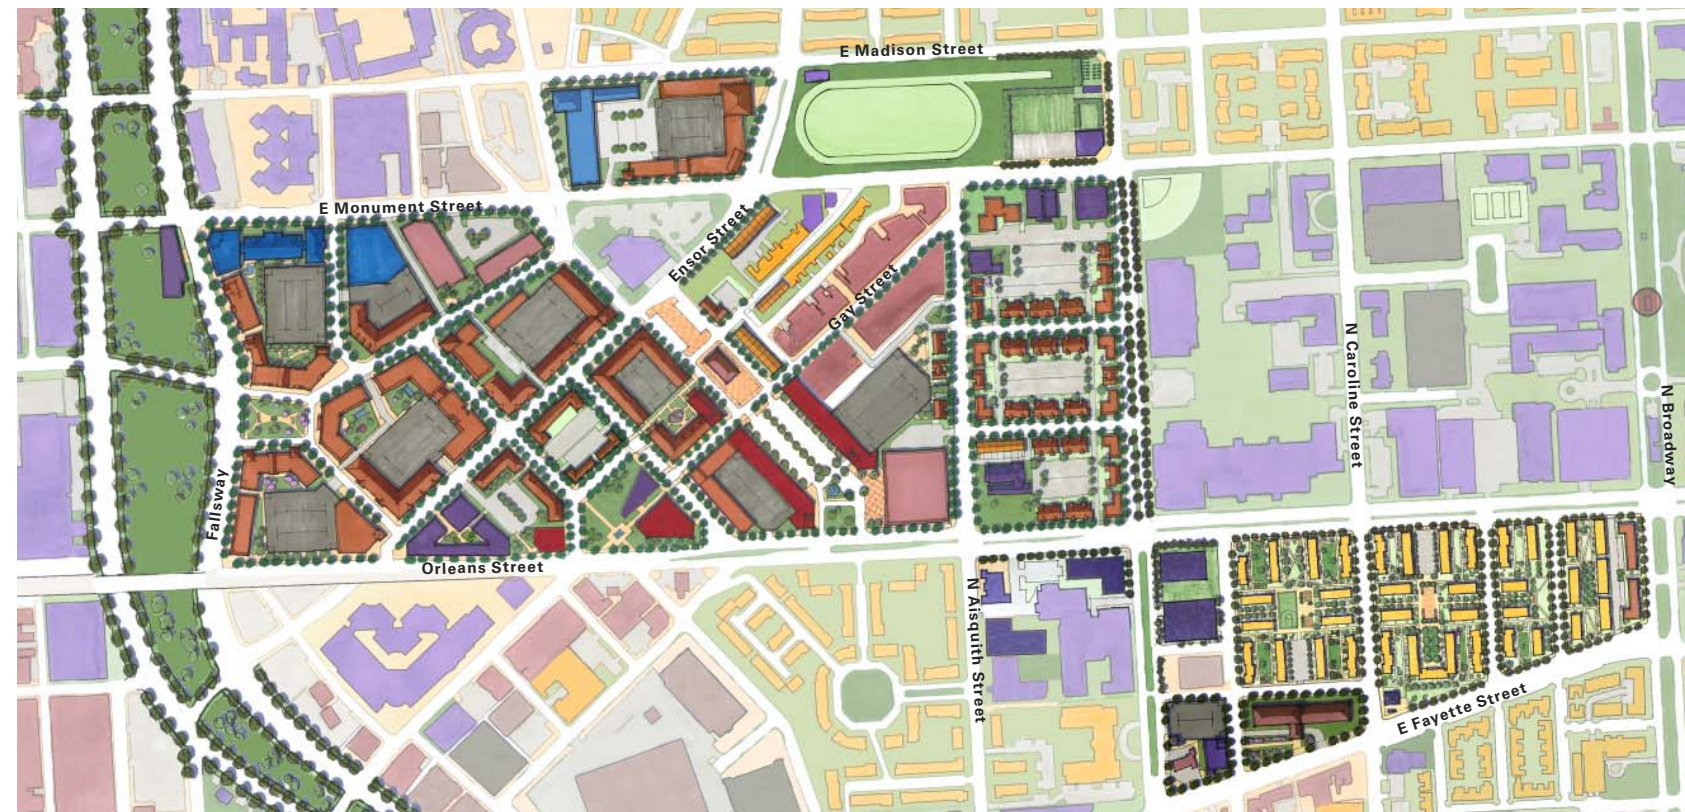 E Madison Street
E Monument Street
Ensor Street
Gay Street
N Caroline Street
N Broadway
Fallsway
Orleans Street
N Aisquith Street
E Fayette Street